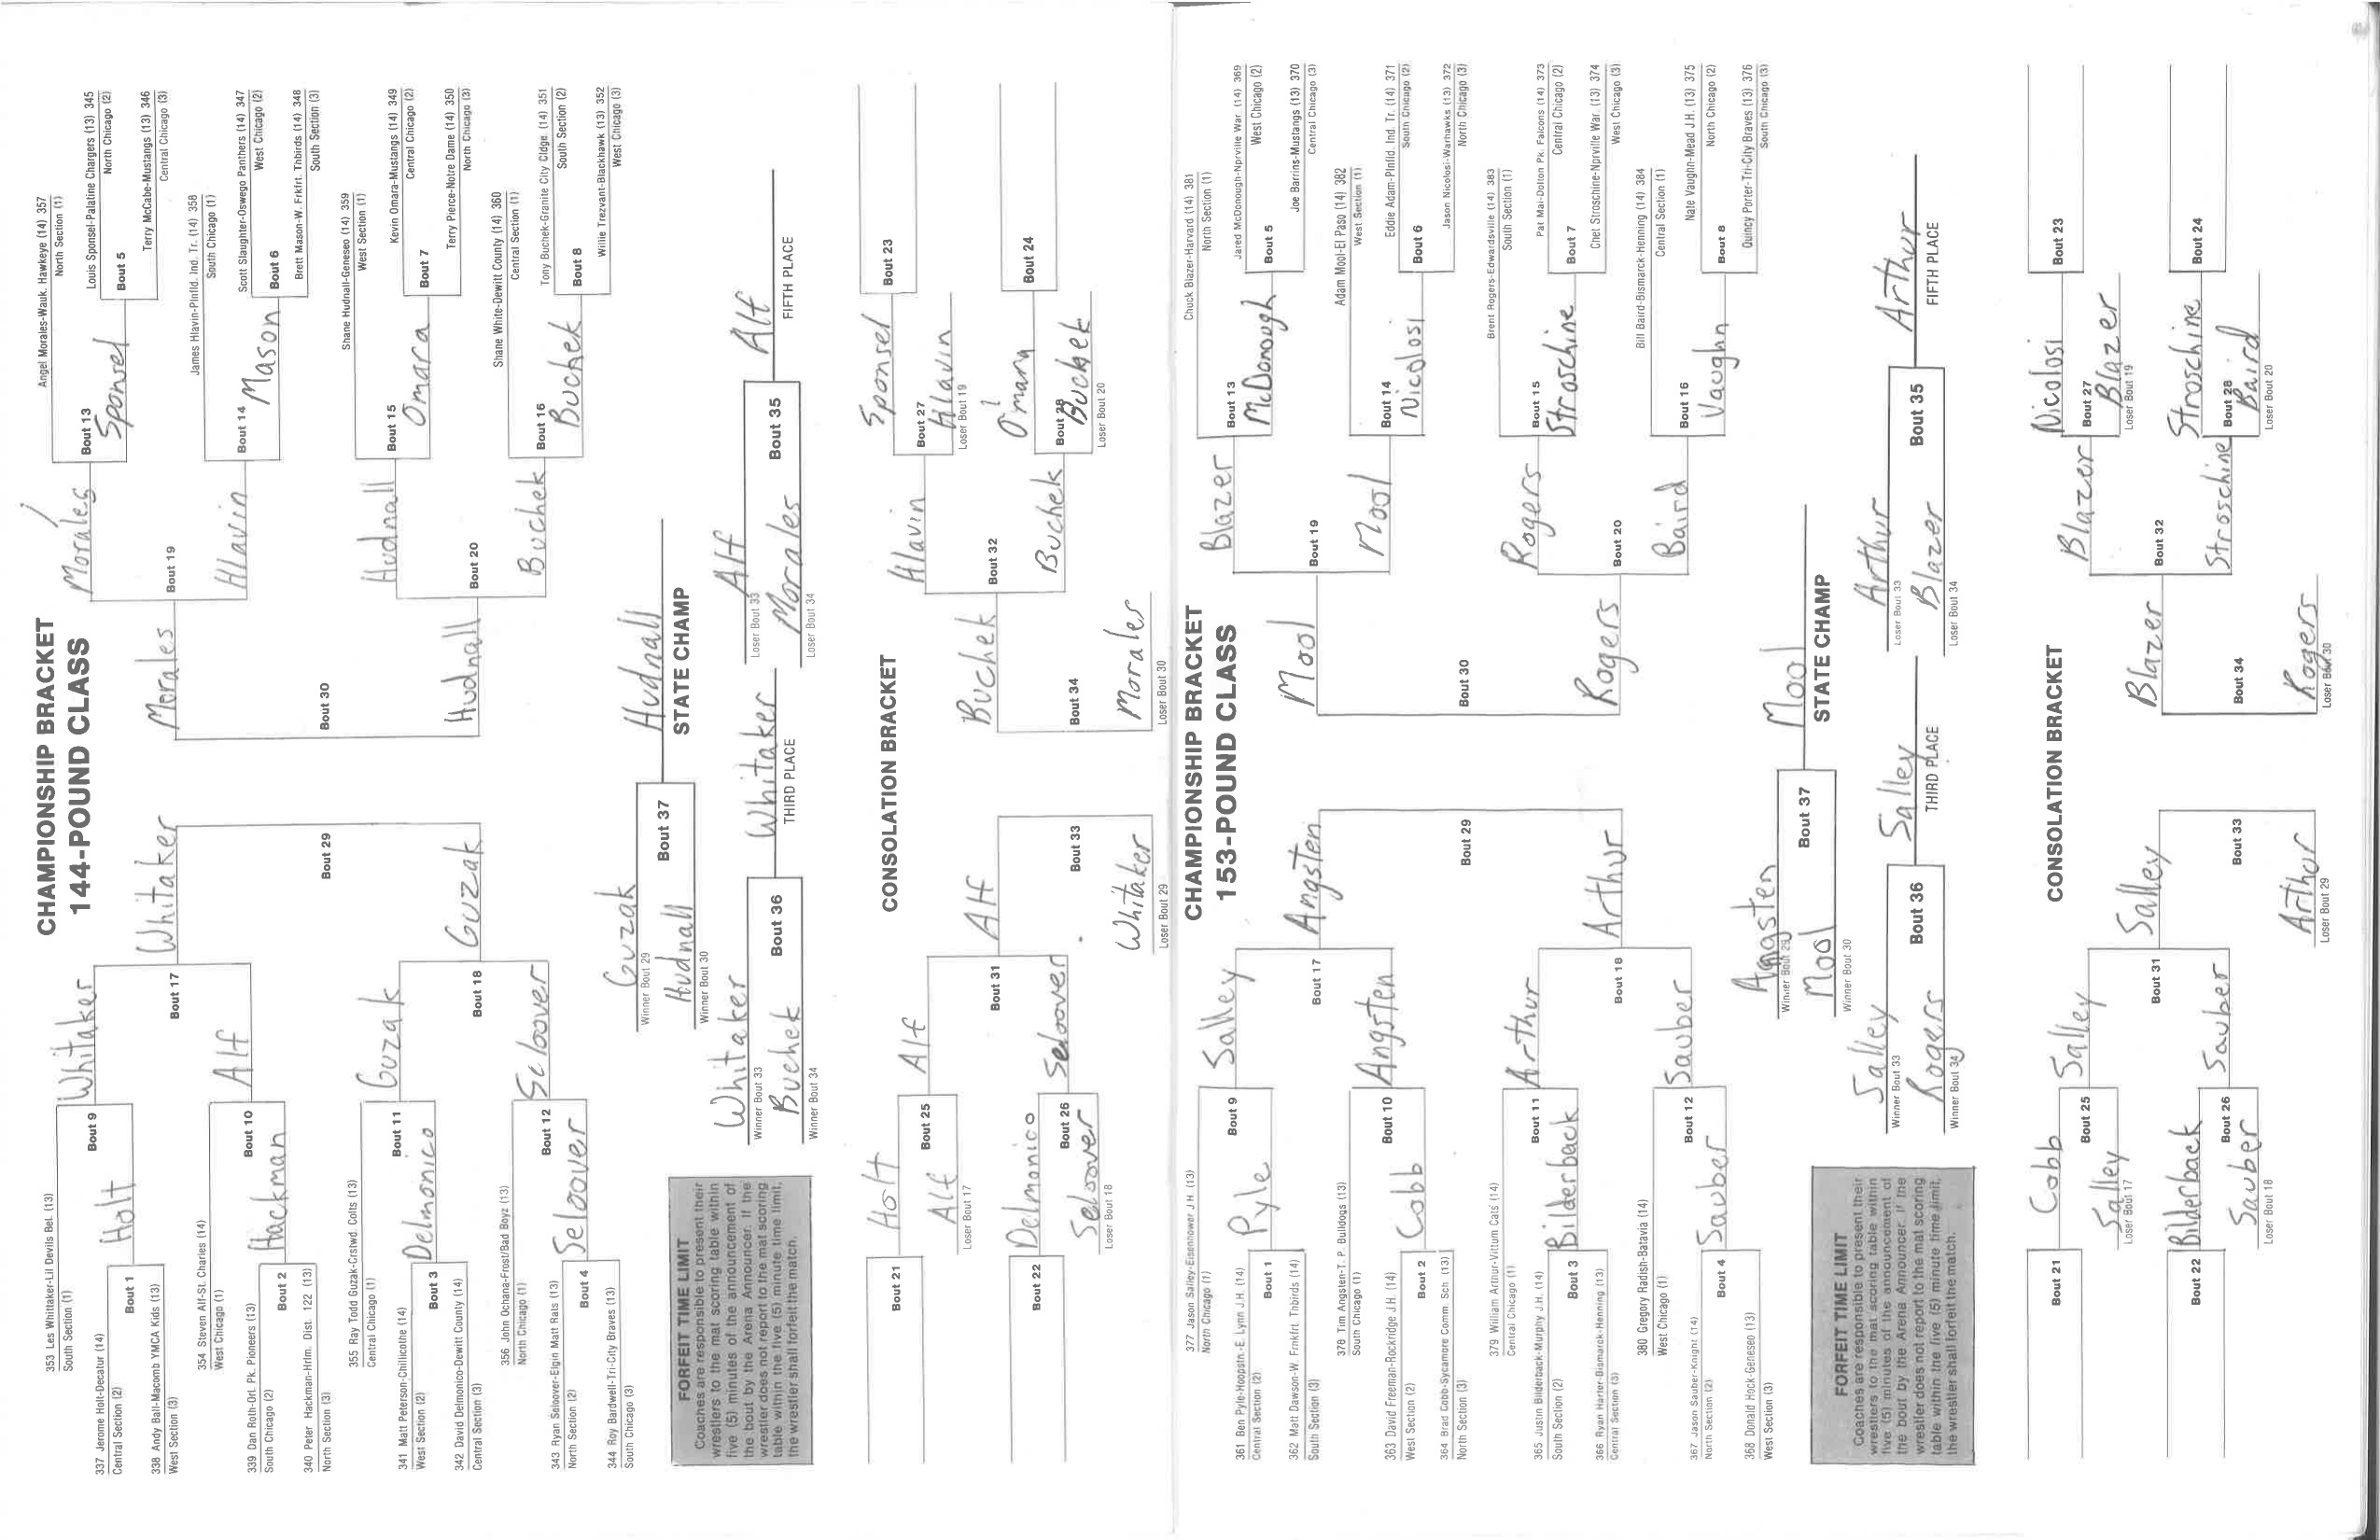 CHAMPIONSHIP BRACKET
144-POUND CLASS
353 Les Whittaker-Lil Devils Bel. (13)
South Section (1)
Bout 9
Whitaker
337 Jerome Holt-Decatur (14)
Central Section (2)
Bout 1
Holt
338 Andy Ball-Macomb YMCA Kids (13)
West Section (3)
Bout 17
Whitaker
354 Steven Alf-St. Charles (14)
West Chicago (1)
Bout 10
Alf
339 Dan Roth-Orl. Pk. Pioneers (13)
South Chicago (2)
Bout 2
Hackman
340 Peter Hackman-Hrlm. Dist. 122 (13)
North Section (3)
Bout 29
355 Ray Todd Guzak-Crstwd. Colts (13)
Central Chicago (1)
Bout 11
Guzak
341 Matt Peterson-Chillicothe (14)
West Section (2)
Bout 3
Delmonico
342 David Delmonico-Dewitt County (14)
Central Section (3)
Bout 18
Guzak
356 John Ochana-Frost/Bad Boyz (13)
North Chicago (1)
Bout 12
Seloover
343 Ryan Seloover-Elgin Matt Rats (13)
North Section (2)
Bout 4
Seloover
344 Roy Bardwell-Tri-City Braves (13)
South Chicago (3)
Angel Morales-Wauk. Hawkeye (14) 357
North Section (1)
Morales
Bout 13
Sponsel
Louis Sponsel-Palatine Chargers (13) 345
North Chicago (2)
Bout 5
Terry McCabe-Mustangs (13) 346
Central Chicago (3)
Morales
Bout 19
James Hlavin-Plnfld. Ind. Tr. (14) 358
South Chicago (1)
Hlavin
Bout 14
Mason
Scott Slaughter-Oswego Panthers (14) 347
West Chicago (2)
Bout 6
Brett Mason-W. Frkfrt. Thbirds (14) 348
South Section (3)
Bout 30
Shane Hudnall-Geneseo (14) 359
West Section (1)
Hudnall
Bout 15
Omara
Kevin Omara-Mustangs (14) 349
Central Chicago (2)
Bout 7
Terry Pierce-Notre Dame (14) 350
North Chicago (3)
Hudnall
Bout 20
Shane White-Dewitt County (14) 360
Central Section (1)
Buchek
Bout 16
Buchek
Tony Buchek-Granite City Cldge. (14) 351
South Section (2)
Bout 8
Willie Trezvant-Blackhawk (13) 352
West Chicago (3)
Guzak
Winner Bout 29
Hudnall
Winner Bout 30
Bout 37
Hudnall
STATE CHAMP
Whitaker
Winner Bout 33
Buchek
Winner Bout 34
Bout 36
Whitaker
THIRD PLACE
Alf
Loser Bout 33
Morales
Loser Bout 34
Bout 35
Alf
FIFTH PLACE
FORFEIT TIME LIMIT
Coaches are responsible to present their
wrestlers to the mat scoring table within
five (5) minutes of the announcement of
the bout by the Arena Announcer. If the
wrestler does not report to the mat scoring
table within the five (5) minute time limit,
the wrestler shall forfeit the match.
CONSOLATION BRACKET
Bout 21
Holt
Bout 25
Alf
Loser Bout 17
Alf
Bout 31
Alf
Bout 22
Delmonico
Bout 26
Seloover
Loser Bout 18
Seloover
Bout 33
Whitaker
Loser Bout 29
Sponsel
Bout 23
Bout 27
Hlavin
Loser Bout 19
Hlavin
Bout 32
Buchek
O'mara
Bout 24
Bout 28
Buchek
Loser Bout 20
Buchek
Bout 34
Morales
Loser Bout 30
CHAMPIONSHIP BRACKET
153-POUND CLASS
377 Jason Salley-Eisenhower J.H. (13)
North Chicago (1)
Bout 9
Salley
361 Ben Pyle-Hoopstn.-E. Lynn J.H. (14)
Central Section (2)
Bout 1
Pyle
362 Matt Dawson-W. Frnkfrt. Thbirds (14)
South Section (3)
Bout 17
Angsten
378 Tim Angsten-T. P. Bulldogs (13)
South Chicago (1)
Bout 10
Angsten
363 David Freeman-Rockridge J.H. (14)
West Section (2)
Bout 2
Cobb
364 Brad Cobb-Sycamore Comm. Sch. (13)
North Section (3)
Bout 29
379 William Arthur-Vittum Cats (14)
Central Chicago (1)
Bout 11
Arthur
365 Justin Bilderback-Murphy J.H. (14)
South Section (2)
Bout 3
Bilderback
366 Ryan Harter-Bismarck-Henning (13)
Central Section (3)
Bout 18
Arthur
380 Gregory Radish-Batavia (14)
West Chicago (1)
Bout 12
Sauber
367 Jason Sauber-Knight (14)
North Section (2)
Bout 4
Sauber
368 Donald Hock-Geneseo (13)
West Section (3)
Chuck Blazer-Harvard (14) 381
North Section (1)
Blazer
Bout 13
McDonough
Jared McDonough-Nprville War. (14) 369
West Chicago (2)
Bout 5
Joe Barrins-Mustangs (13) 370
Central Chicago (3)
Mool
Bout 19
Adam Mool-El Paso (14) 382
West Section (1)
Mool
Bout 14
Nicolosi
Eddie Adam-Plnfld. Ind. Tr. (14) 371
South Chicago (2)
Bout 6
Jason Nicolosi-Warhawks (13) 372
North Chicago (3)
Bout 30
Brent Rogers-Edwardsville (14) 383
South Section (1)
Rogers
Bout 15
Stroschine
Pat Mai-Dolton Pk. Falcons (14) 373
Central Chicago (2)
Bout 7
Chet Stroschine-Nprville War. (13) 374
West Chicago (3)
Rogers
Bout 20
Bill Baird-Bismarck-Henning (14) 384
Central Section (1)
Baird
Bout 16
Vaughn
Nate Vaughn-Mead J.H. (13) 375
North Chicago (2)
Bout 8
Quincy Porter-Tri-City Braves (13) 376
South Chicago (3)
Angsten
Winner Bout 29
Mool
Winner Bout 30
Bout 37
Mool
STATE CHAMP
Salley
Winner Bout 33
Rogers
Winner Bout 34
Bout 36
Salley
THIRD PLACE
Arthur
Loser Bout 33
Blazer
Loser Bout 34
Bout 35
Arthur
FIFTH PLACE
FORFEIT TIME LIMIT
Coaches are responsible to present their
wrestlers to the mat scoring table within
five (5) minutes of the announcement of
the bout by the Arena Announcer. If the
wrestler does not report to the mat scoring
table within the five (5) minute time limit,
the wrestler shall forfeit the match.
CONSOLATION BRACKET
Bout 21
Cobb
Bout 25
Salley
Loser Bout 17
Salley
Bout 31
Salley
Bout 22
Bilderback
Bout 26
Sauber
Loser Bout 18
Sauber
Bout 33
Arthur
Loser Bout 29
Nicolosi
Bout 23
Bout 27
Blazer
Loser Bout 19
Blazer
Bout 32
Blazer
Stroschine
Bout 24
Bout 28
Baird
Loser Bout 20
Stroschine
Bout 34
Rogers
Loser Bout 30